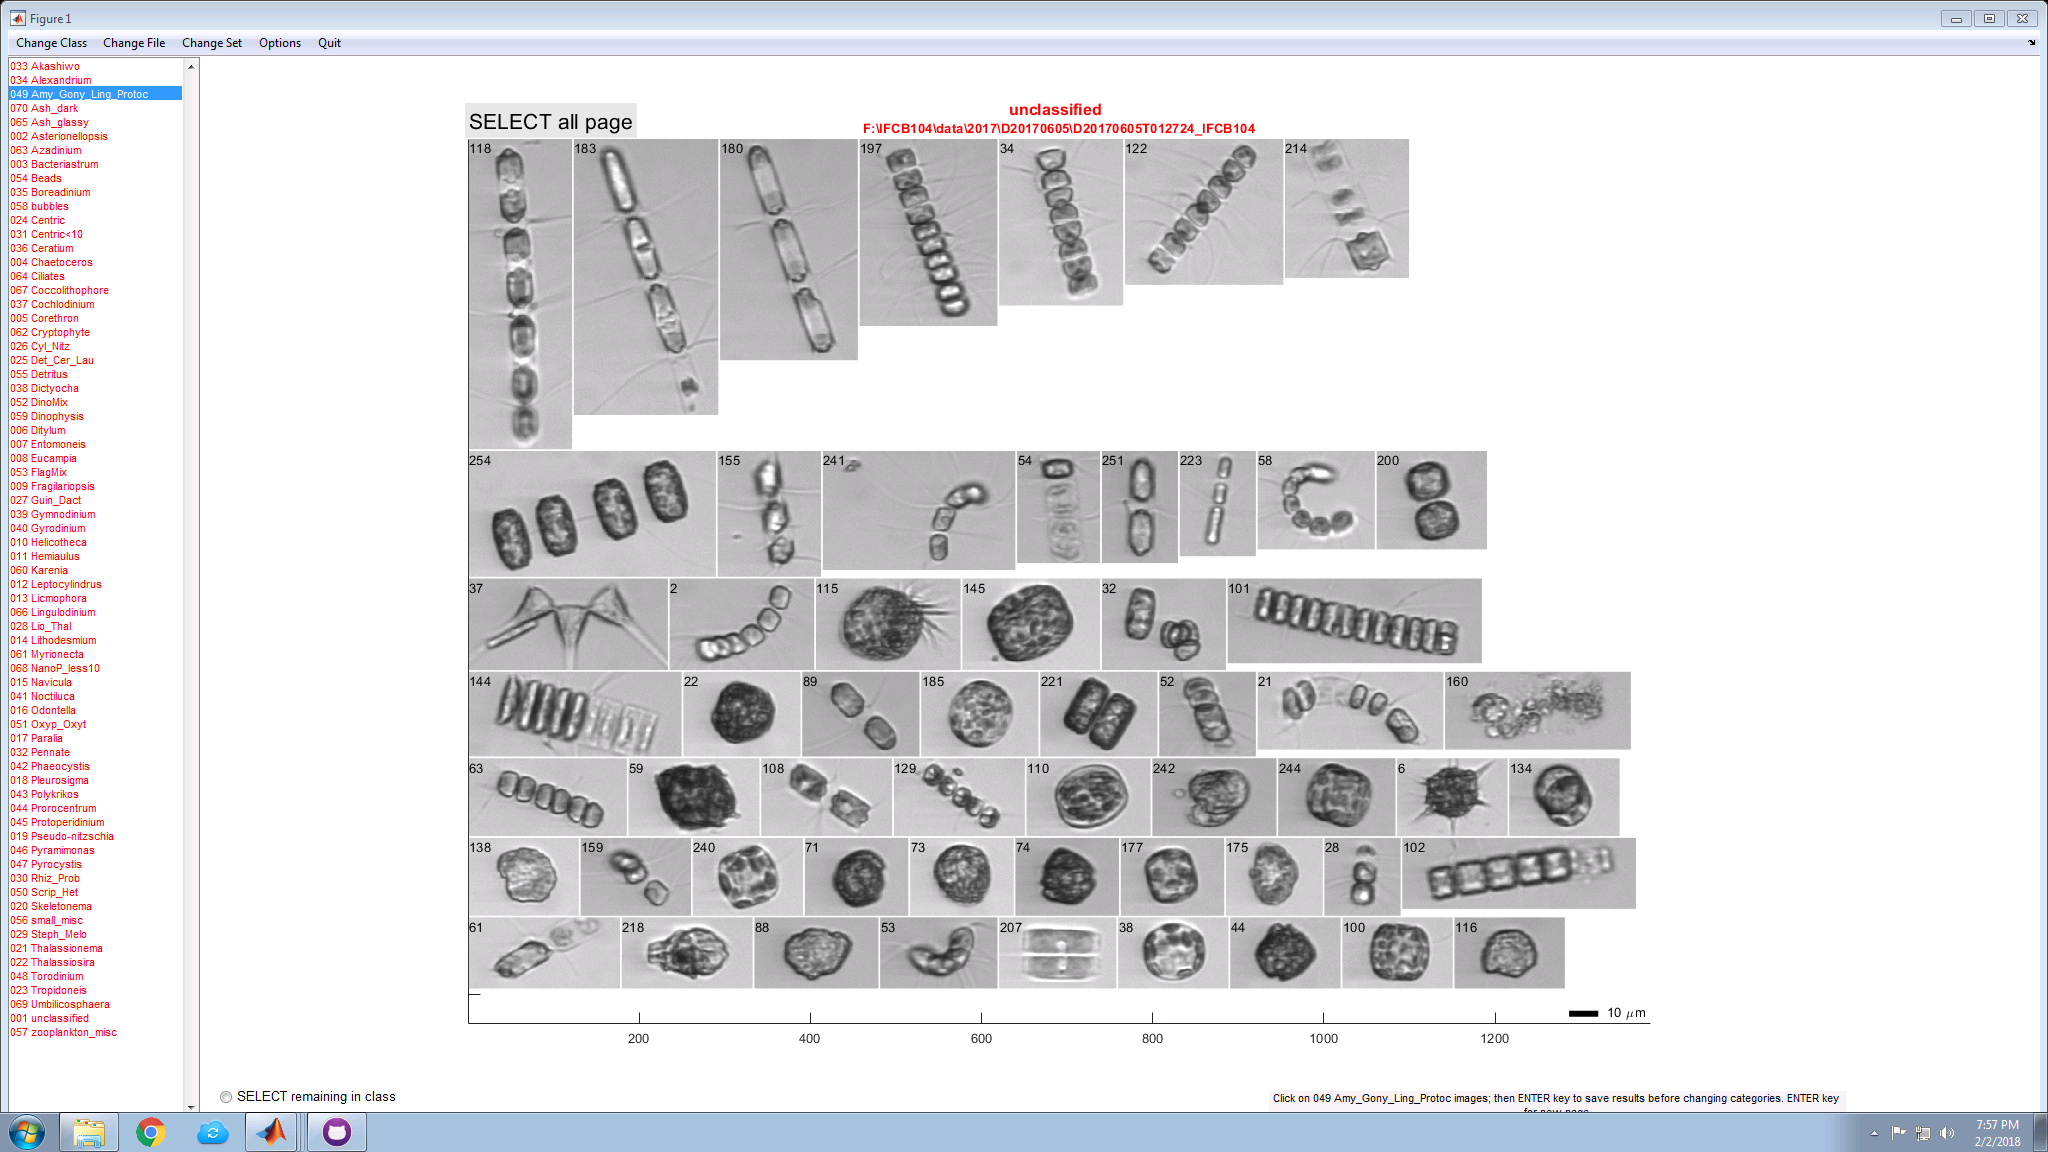 Figure 1
Change Class Change File Change Set Options Quit
033 Akashiwo
034 Alexandrium
049 Amy_Gony_Ling_Protoc
070 Ash_dark
065 Ash_glassy
002 Asterionellopsis
063 Azadinium
003 Bacteriastrum
054 Beads
035 Boreadinium
058 bubbles
024 Centric
031 Centric<10
036 Ceratium
004 Chaetoceros
064 Ciliates
067 Coccolithophore
037 Cochlodinium
005 Corethron
062 Cryptophyte
026 Cyl_Nitz
025 Det_Cer_Lau
055 Detritus
038 Dictyocha
052 DinoMix
059 Dinophysis
006 Ditylum
007 Entomoneis
008 Eucampia
053 FlagMix
009 Fragilariopsis
027 Guin_Dact
039 Gymnodinium
040 Gyrodinium
010 Helicotheca
011 Hemiaulus
060 Karenia
012 Leptocylindrus
013 Licmophora
066 Lingulodinium
028 Lio_Thal
014 Lithodesmium
061 Myrionecta
068 NanoP_less10
015 Navicula
041 Noctiluca
016 Odontella
051 Oxyp_Oxyt
017 Paralia
032 Pennate
042 Phaeocystis
018 Pleurosigma
043 Polykrikos
044 Prorocentrum
045 Protoperidinium
019 Pseudo-nitzschia
046 Pyramimonas
047 Pyrocystis
030 Rhiz_Prob
050 Scrip_Het
020 Skeletonema
056 small_misc
029 Steph_Melo
021 Thalassionema
022 Thalassiosira
048 Torodinium
023 Tropidoneis
069 Umbilicosphaera
001 unclassified
057 zooplankton_misc
SELECT all page
unclassified
F:\IFCB104\data\2017\D20170605\D20170605T012724_IFCB104
118 183 180 197 34 122 214
254 155 241 54 251 223 58 200
37 2 115 145 32 101
144 22 89 185 221 52 21 160
63 59 108 129 110 242 244 6 134
138 159 240 71 73 74 177 175 28 102
61 218 88 53 207 38 44 100 116
10 μm
200 400 600 800 1000 1200
SELECT remaining in class
Click on 049 Amy_Gony_Ling_Protoc images; then ENTER key to save results before changing categories. ENTER key
for new page
7:57 PM
2/2/2018